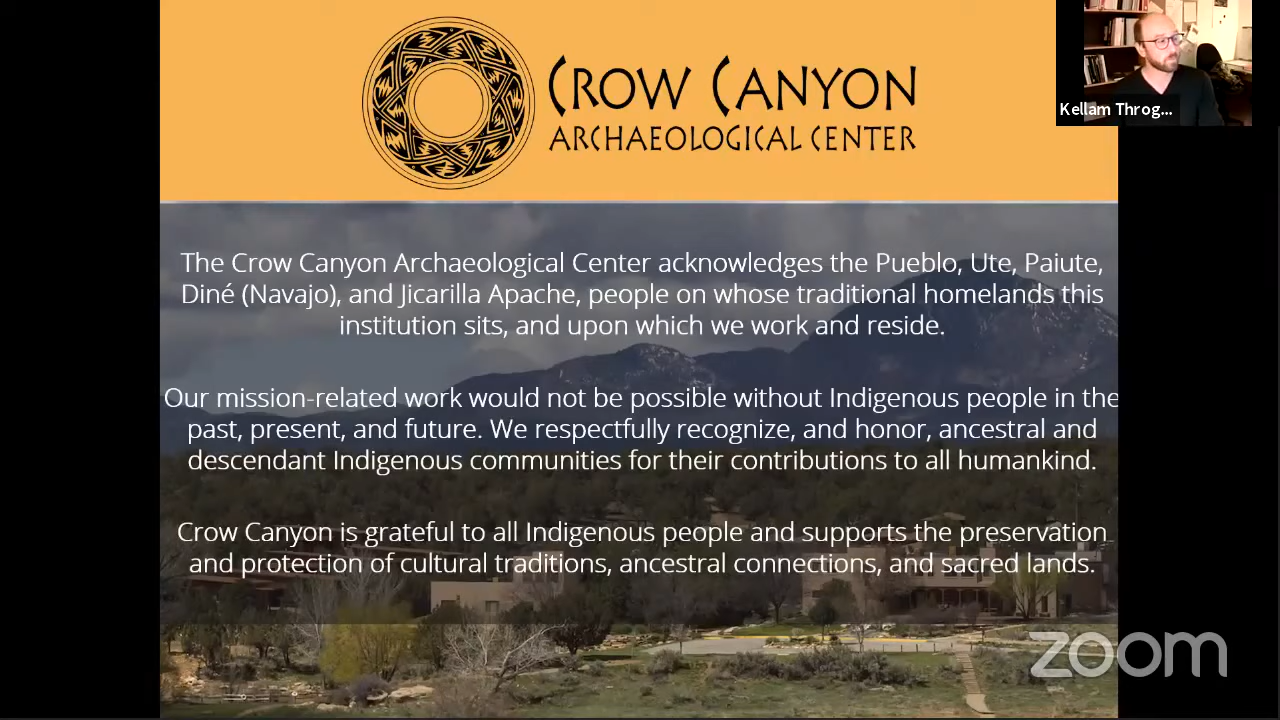 CROW CANYON
ARCHAEOLOGICAL CENTER
Kellam Throg...
The Crow Canyon Archaeological Center acknowledges the Pueblo, Ute, Paiute,
Diné (Navajo), and Jicarilla Apache, people on whose traditional homelands this
institution sits, and upon which we work and reside.
Our mission-related work would not be possible without Indigenous people in the
past, present, and future. We respectfully recognize, and honor, ancestral and
descendant Indigenous communities for their contributions to all humankind.
Crow Canyon is grateful to all Indigenous people and supports the preservation
and protection of cultural traditions, ancestral connections, and sacred lands.
zoom